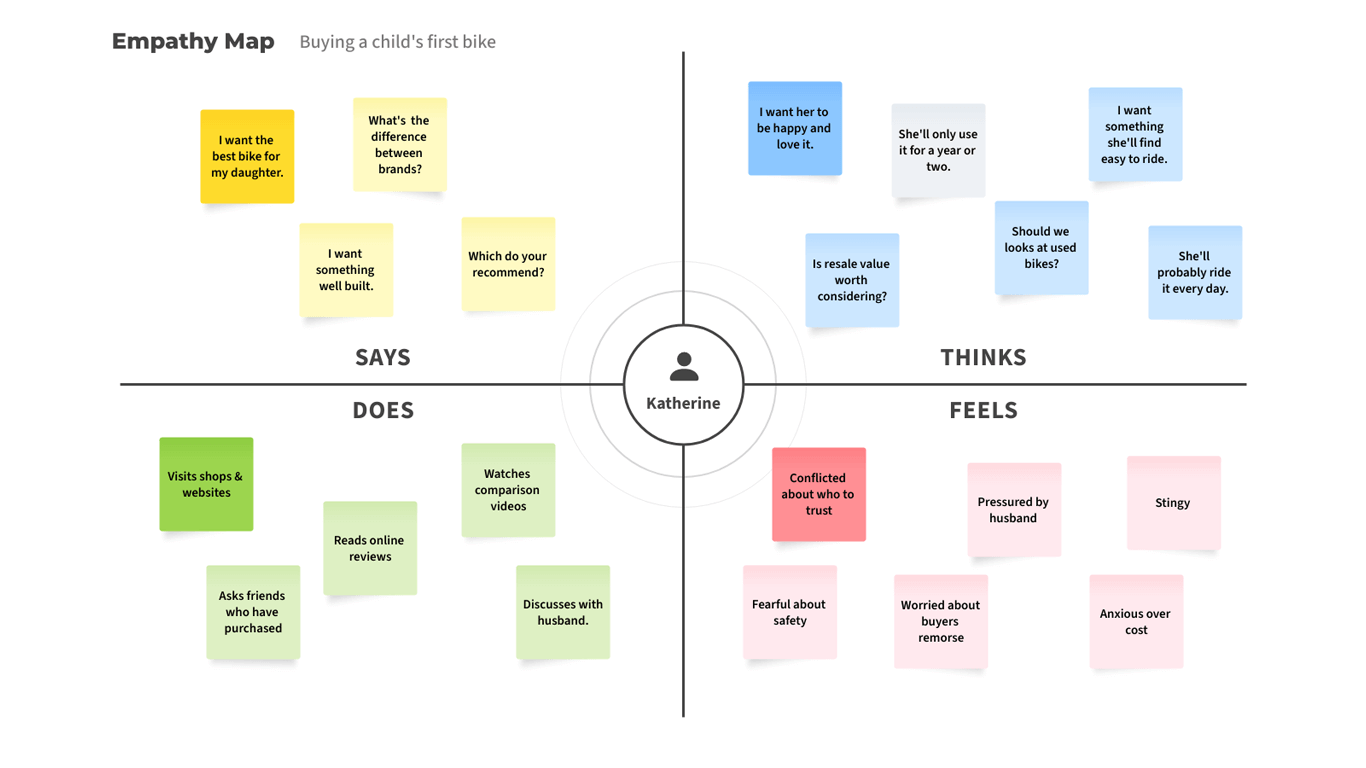 Empathy Map Buying a child's first bike
I want the
best bike for
my daughter.
What's the
difference
between
brands?
I want
something
well built.
Which do your
recommend?
SAYS
I want her to
be happy and
love it.
She'll only use
it for a year or
two.
I want
something
she'll find
easy to ride.
Is resale value
worth
considering?
Should we
looks at used
bikes?
She'll
probably ride
it every day.
THINKS
Katherine
DOES
Visits shops &
websites
Watches
comparison
videos
Reads online
reviews
Asks friends
who have
purchased
Discusses with
husband.
FEELS
Conflicted
about who to
trust
Pressured by
husband
Stingy
Fearful about
safety
Worried about
buyers
remorse
Anxious over
cost